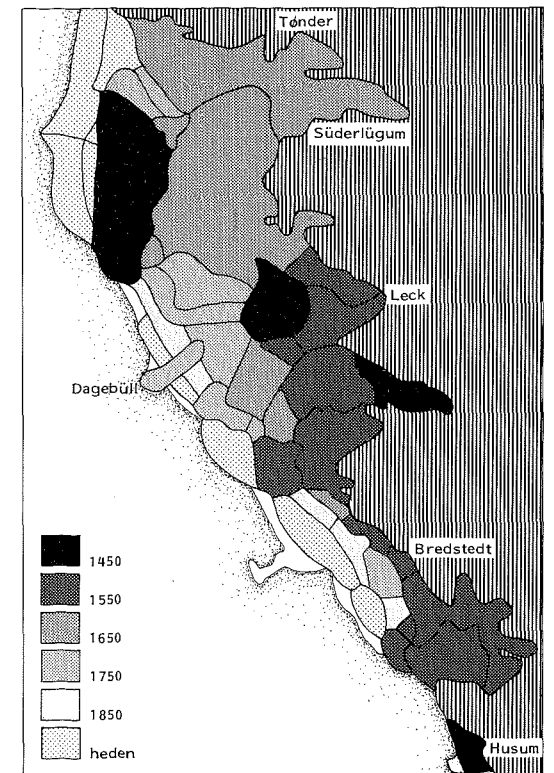 Tønder
Süderlügum
Leck
Dagebüll
Bredstedt
1450
1550
1650
1750
1850
heden
Husum